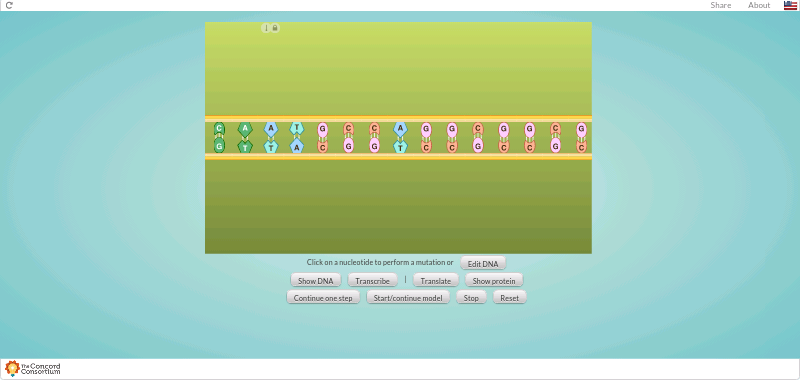 Share About
C A A T G C C A G G C G G C G
G T T A C G G T C C G C C G C
Click on a nucleotide to perform a mutation or Edit DNA
Show DNA Transcribe | Translate Show protein
Continue one step Start/continue model Stop Reset
The Concord
Consortium